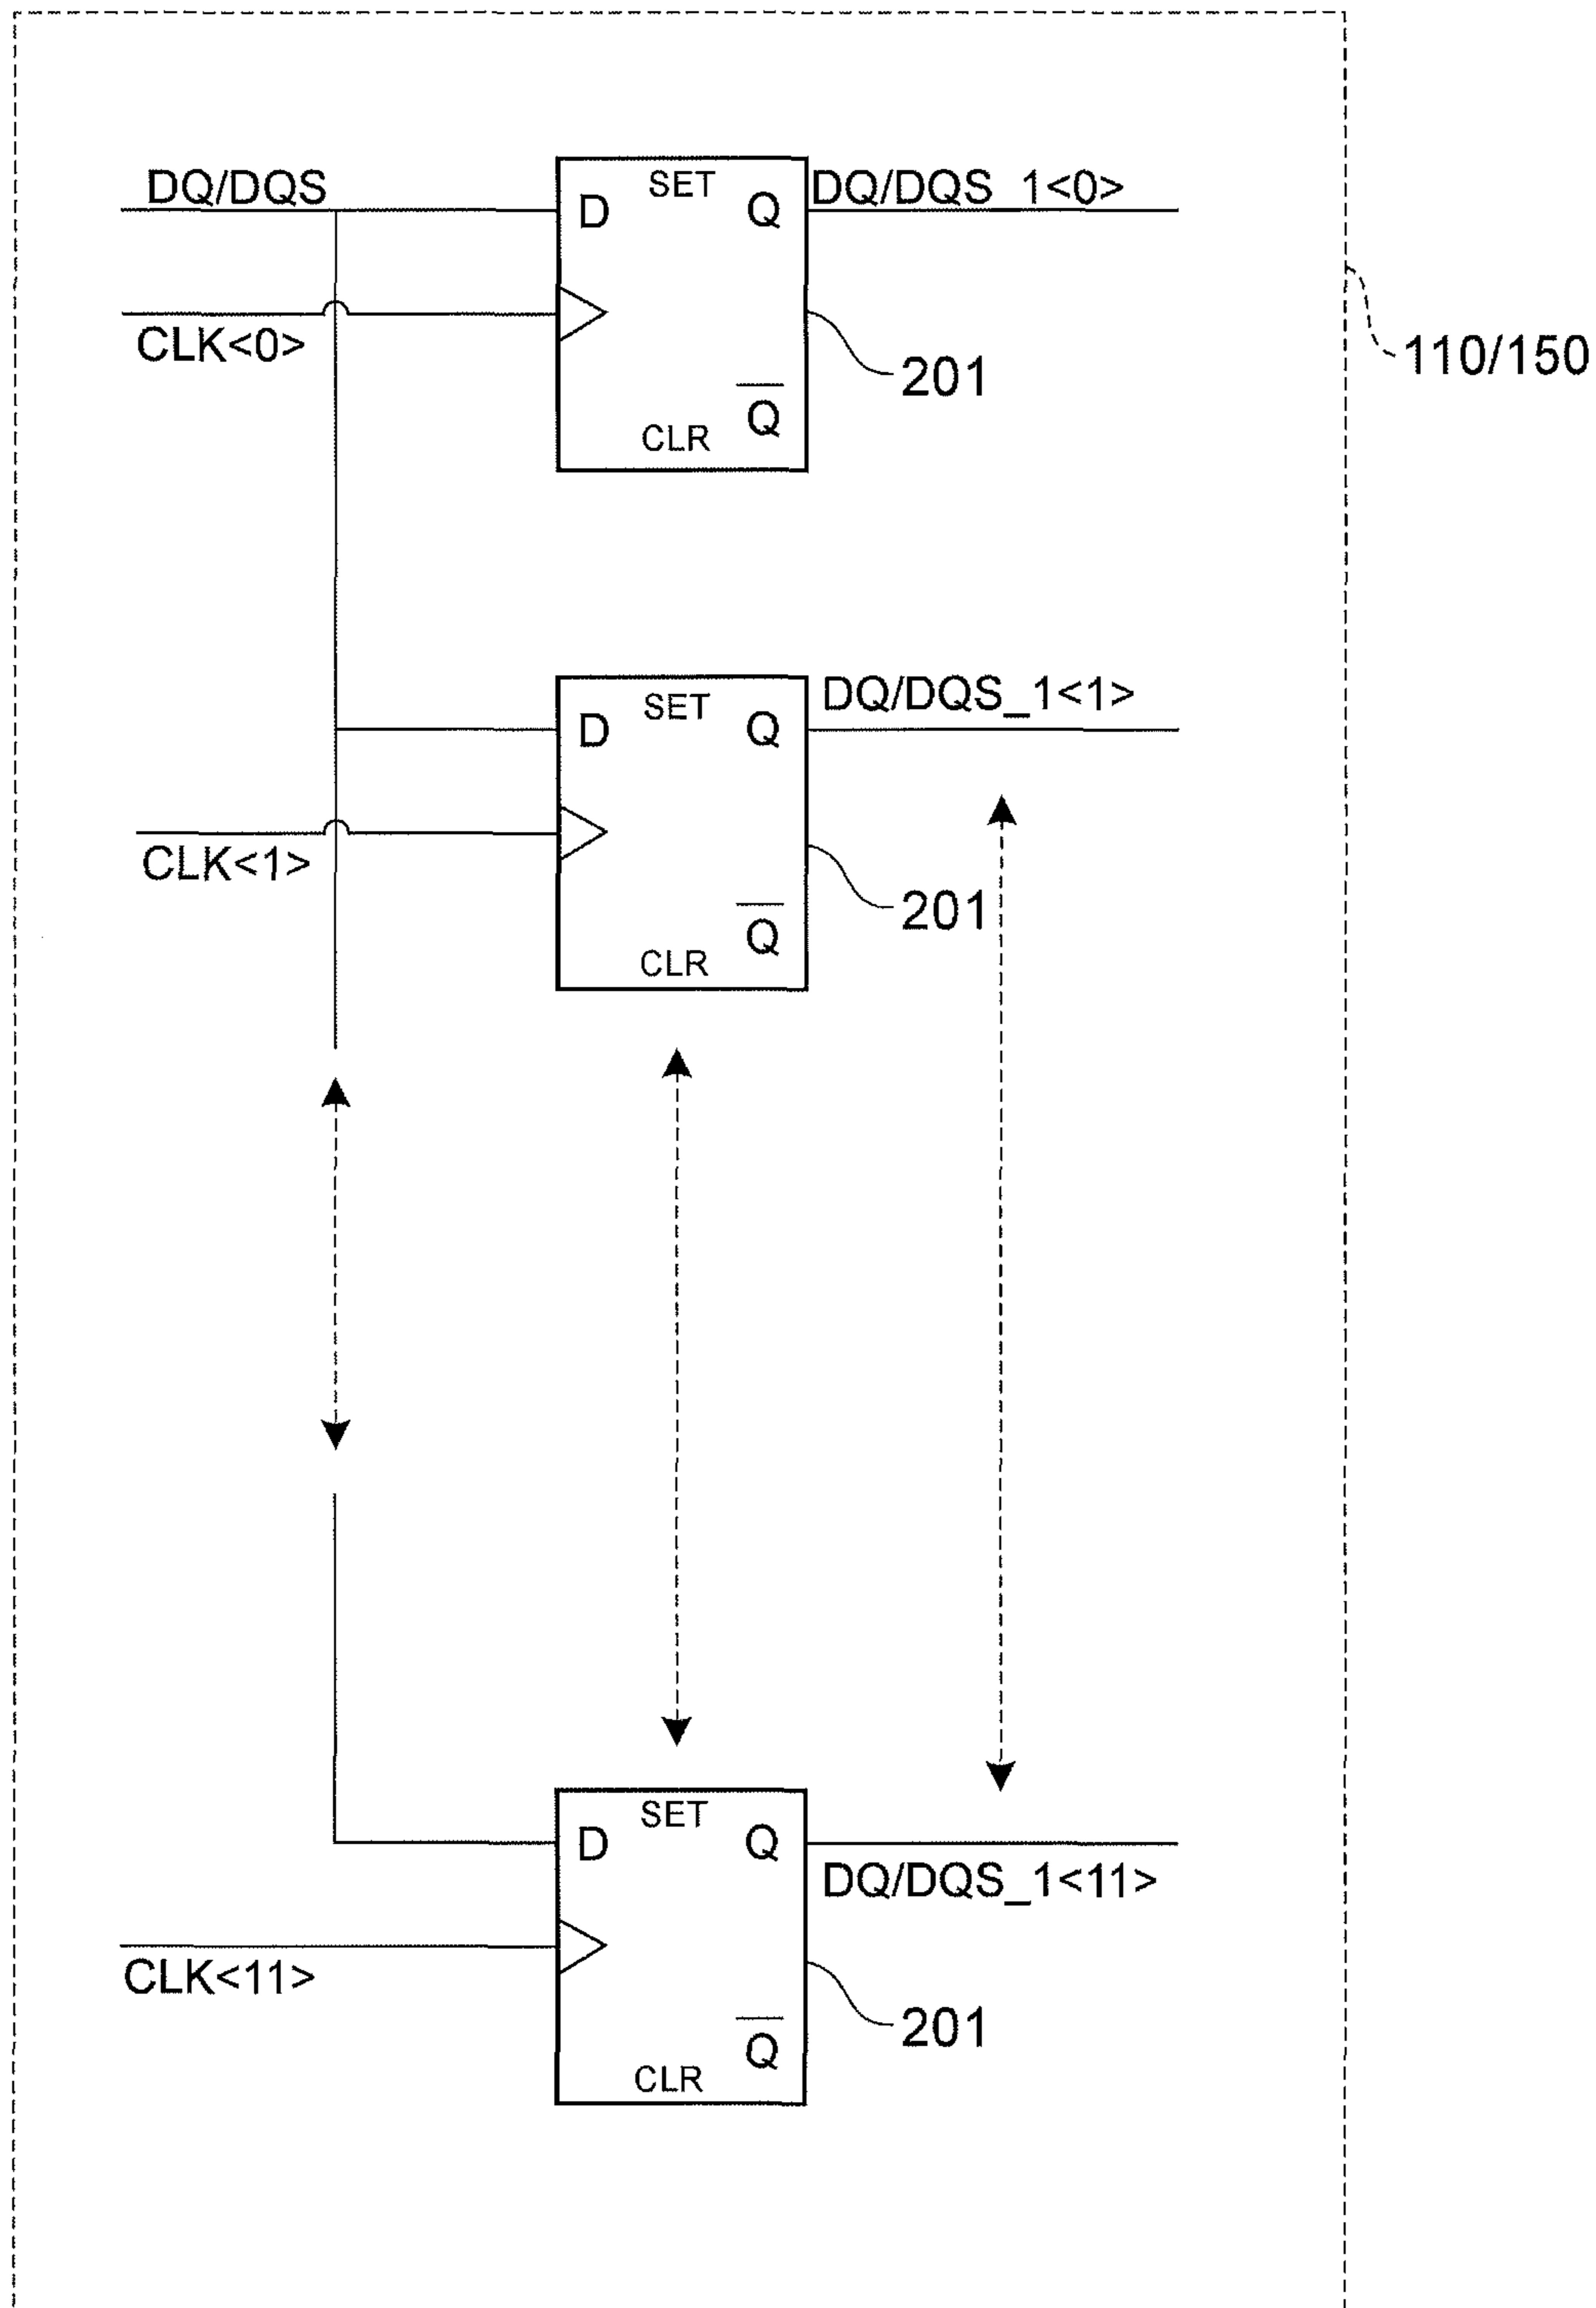 DQ/DQS
SET
D
Q
DQ/DQS_1<0>
CLK<0>
110/150
201
Q
CLR
SET
D
Q
DQ/DQS_1<1>
CLK<1>
201
Q
CLR
SET
D
Q
DQ/DQS_1<11>
CLK<11>
201
Q
CLR